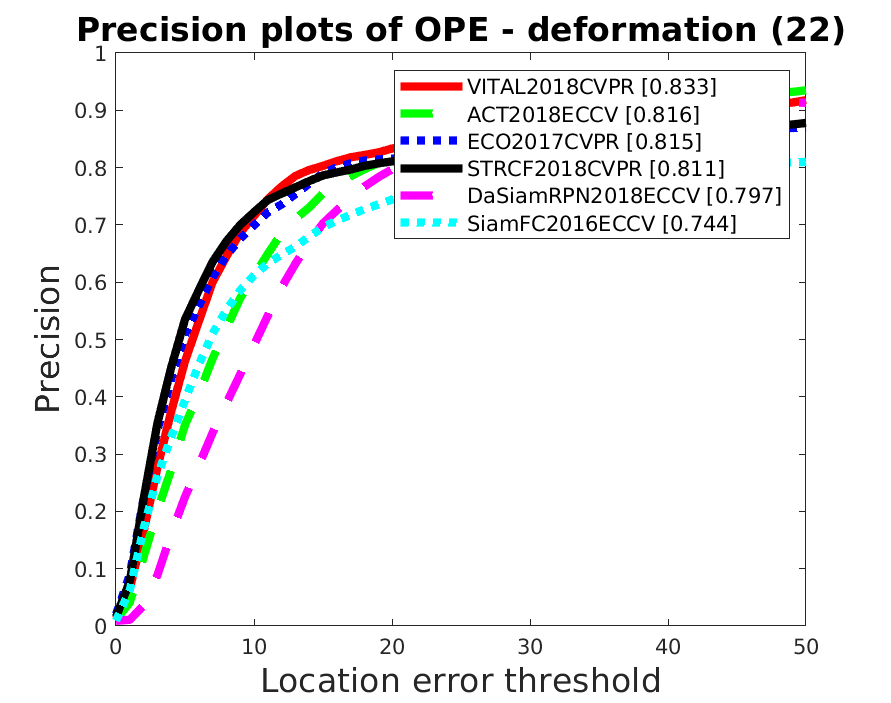 Precision plots of OPE - deformation (22)
1
0.9
0.8
0.7
0.6
0.5
0.4
0.3
0.2
0.1
0
Precision
VITAL2018CVPR [0.833]
ACT2018ECCV [0.816]
ECO2017CVPR [0.815]
STRCF2018CVPR [0.811]
DaSiamRPN2018ECCV [0.797]
SiamFC2016ECCV [0.744]
0 10 20 30 40 50
Location error threshold